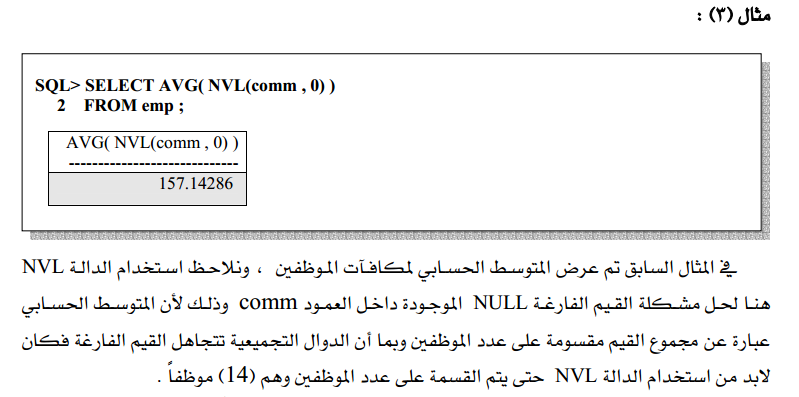 مثال (٣) :
SQL> SELECT AVG( NVL(comm , 0) )
2 FROM emp ;
AVG( NVL(comm , 0) )
-----------------------------
157.14286
في المثال السابق تم عرض المتوسط الحسابي لمكافآت الموظفين ، ونلاحظ استخدام الدالة NVL
هنا لحل مشكلة القيم الفارغة NULL الموجودة داخل العمود comm وذلك لأن المتوسط الحسابي
عبارة عن مجموع القيم مقسومة على عدد الموظفين وبما أن الدوال التجميعية تتجاهل القيم الفارغة فكان
لابد من استخدام الدالة NVL حتى يتم القسمة على عدد الموظفين وهم (14) موظفاً .